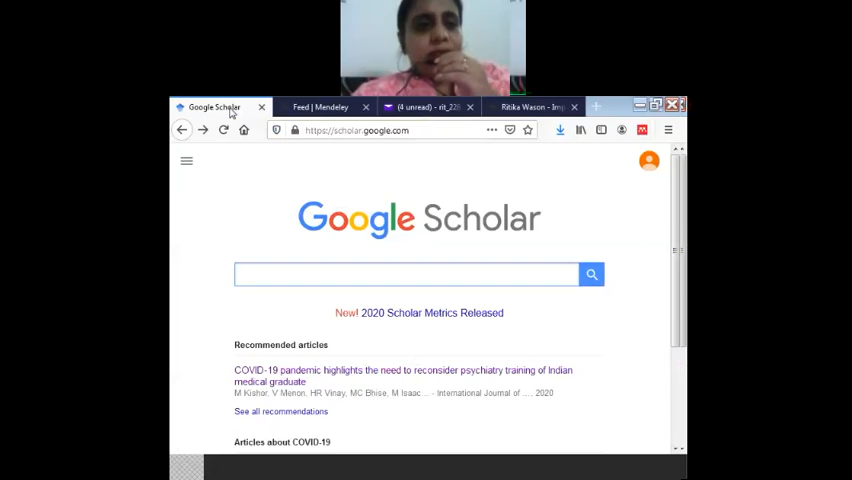 Google Scholar
Feed | Mendeley
(4 unread) - rit_228
Ritika Wason - Imp
https://scholar.google.com
Google Scholar
New! 2020 Scholar Metrics Released
Recommended articles
COVID-19 pandemic highlights the need to reconsider psychiatry training of Indian
medical graduate
M Kishor, V Menon, HR Vinay, MC Bhise, M Isaac... - International Journal of ..., 2020
See all recommendations
Articles about COVID-19